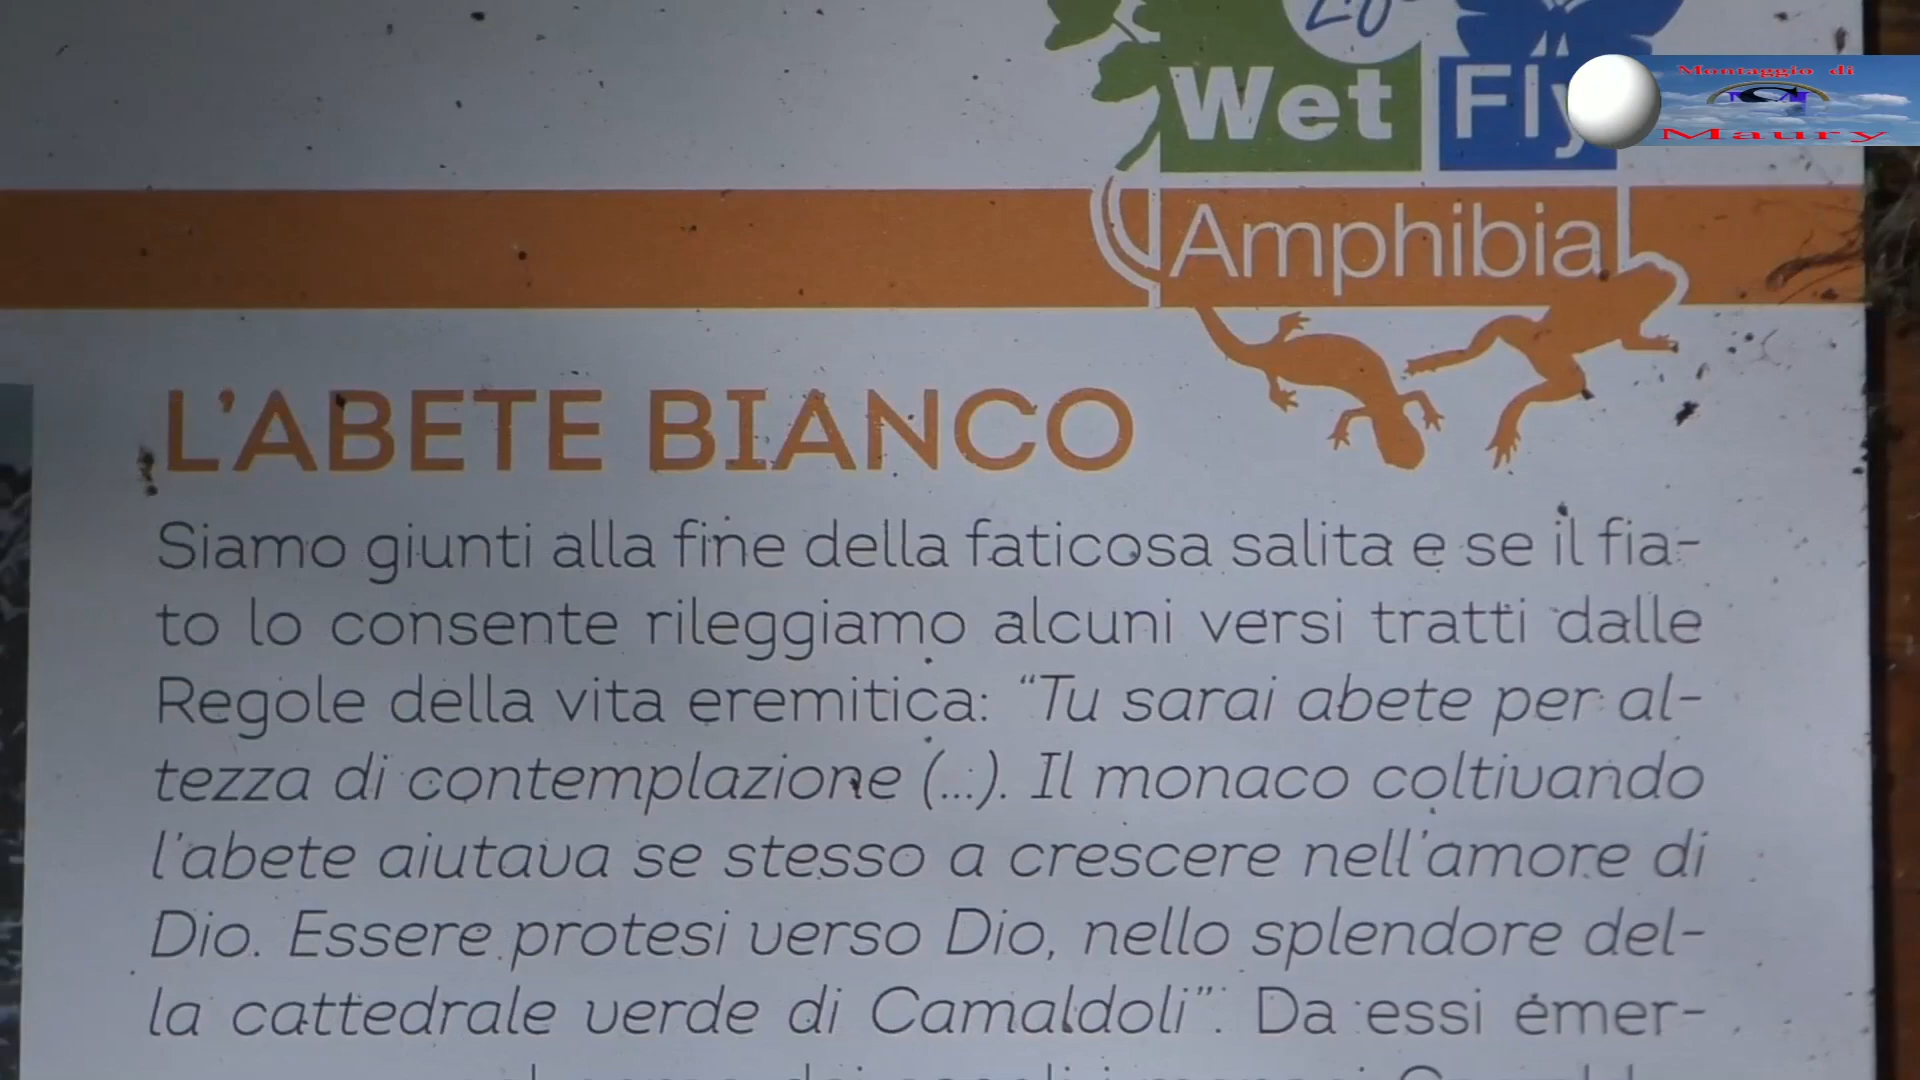 Wet Fly
Montaggio di
Maury
Amphibia
L'ABETE BIANCO
Siamo giunti alla fine della faticosa salita e se il fia-
to lo consente rileggiamo alcuni versi tratti dalle
Regole della vita eremitica: “Tu sarai abete per al-
tezza di contemplazione (...). Il monaco coltivando
l'abete aiutava se stesso a crescere nell'amore di
Dio. Essere protesi verso Dio, nello splendore del-
la cattedrale verde di Camaldoli”. Da essi emer-